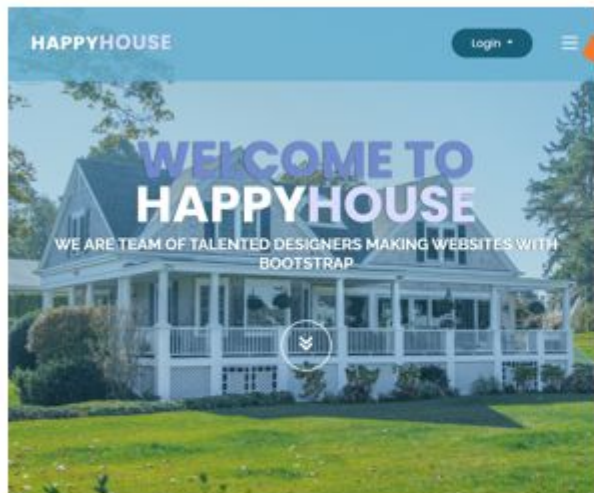 HAPPYHOUSE
Login
WELCOME TO
HAPPYHOUSE
WE ARE TEAM OF TALENTED DESIGNERS MAKING WEBSITES WITH
BOOTSTRAP